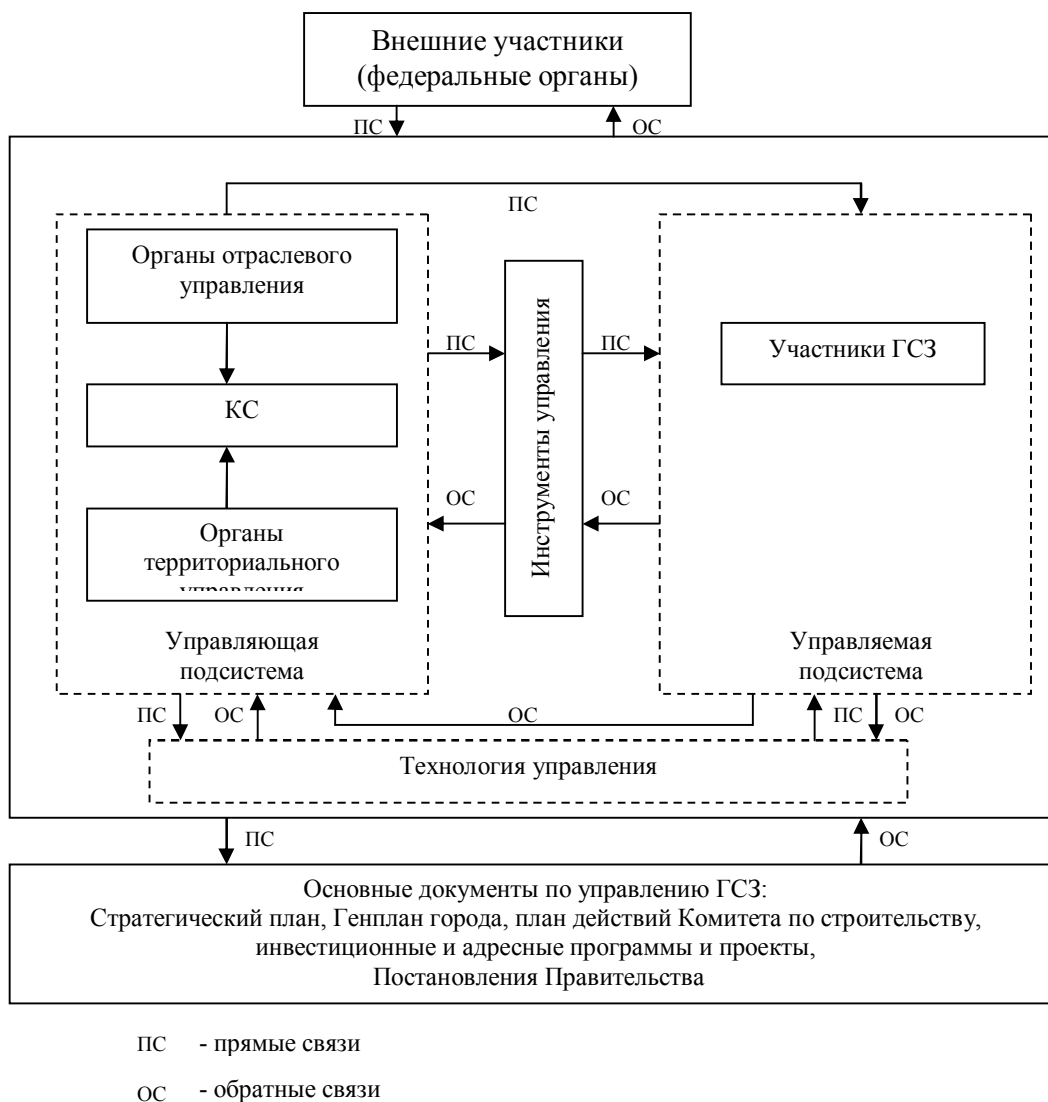 Внешние участники
(федеральные органы)
ПС
ОС
ПС
Органы отраслевого
управления
КС
Органы
территориального
управления
Управляющая
подсистема
ПС
ПС
Инструменты управления
ОС
ОС
Участники ГСЗ
Управляемая
подсистема
ПС
ОС
ОС
ПС
ОС
Технология управления
ПС
ОС
Основные документы по управлению ГСЗ:
Стратегический план, Генплан города, план действий Комитета по строительству,
инвестиционные и адресные программы и проекты,
Постановления Правительства
ПС - прямые связи
ОС - обратные связи